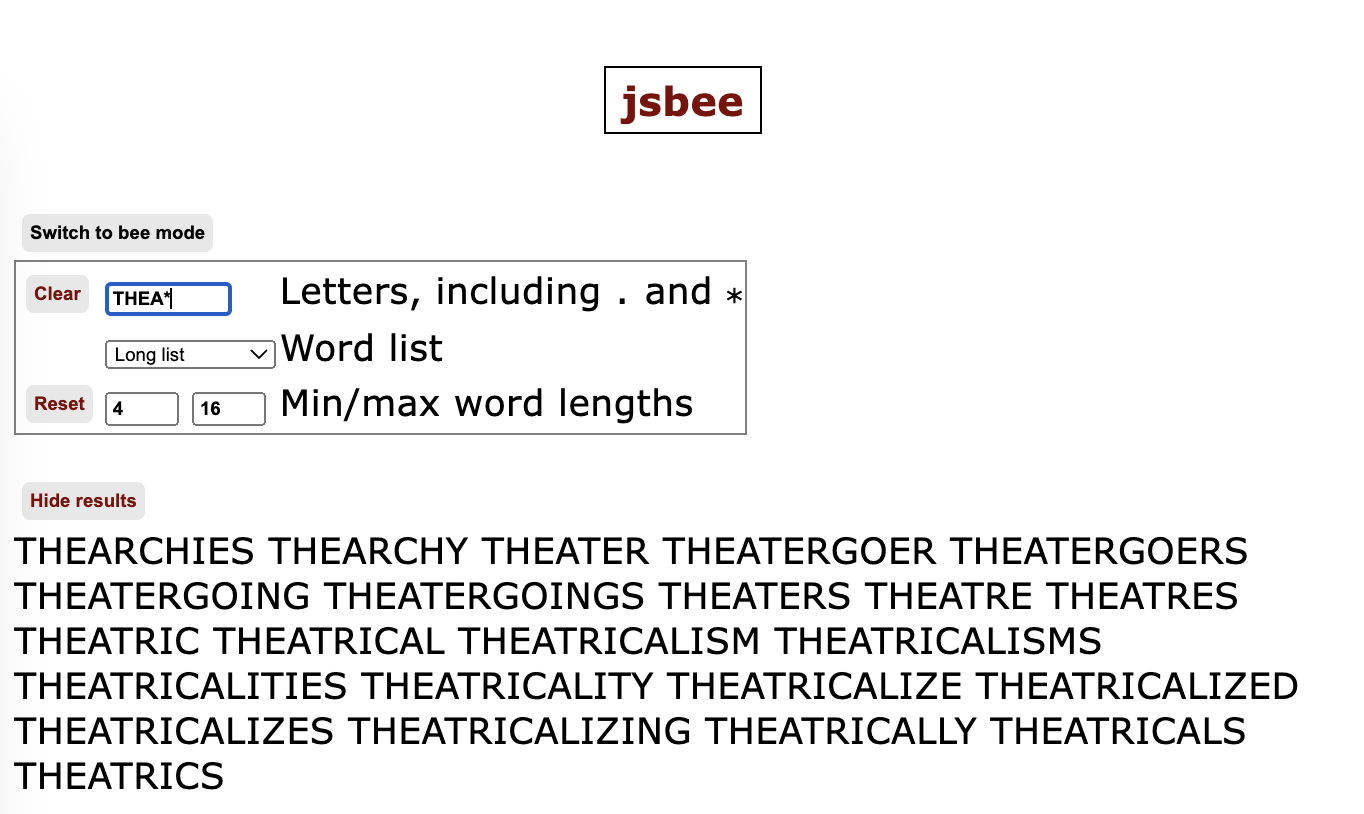 jsbee
Switch to bee mode
Clear THEA* Letters, including . and *
Long list Word list
Reset 4 16 Min/max word lengths
Hide results
THEARCHIES THEARCHY THEATER THEATERGOER THEATERGOERS
THEATERGOING THEATERGOINGS THEATERS THEATRE THEATRES
THEATRIC THEATRICAL THEATRICALISM THEATRICALISMS
THEATRICALITIES THEATRICALITY THEATRICALIZE THEATRICALIZED
THEATRICALIZES THEATRICALIZING THEATRICALLY THEATRICALS
THEATRICS